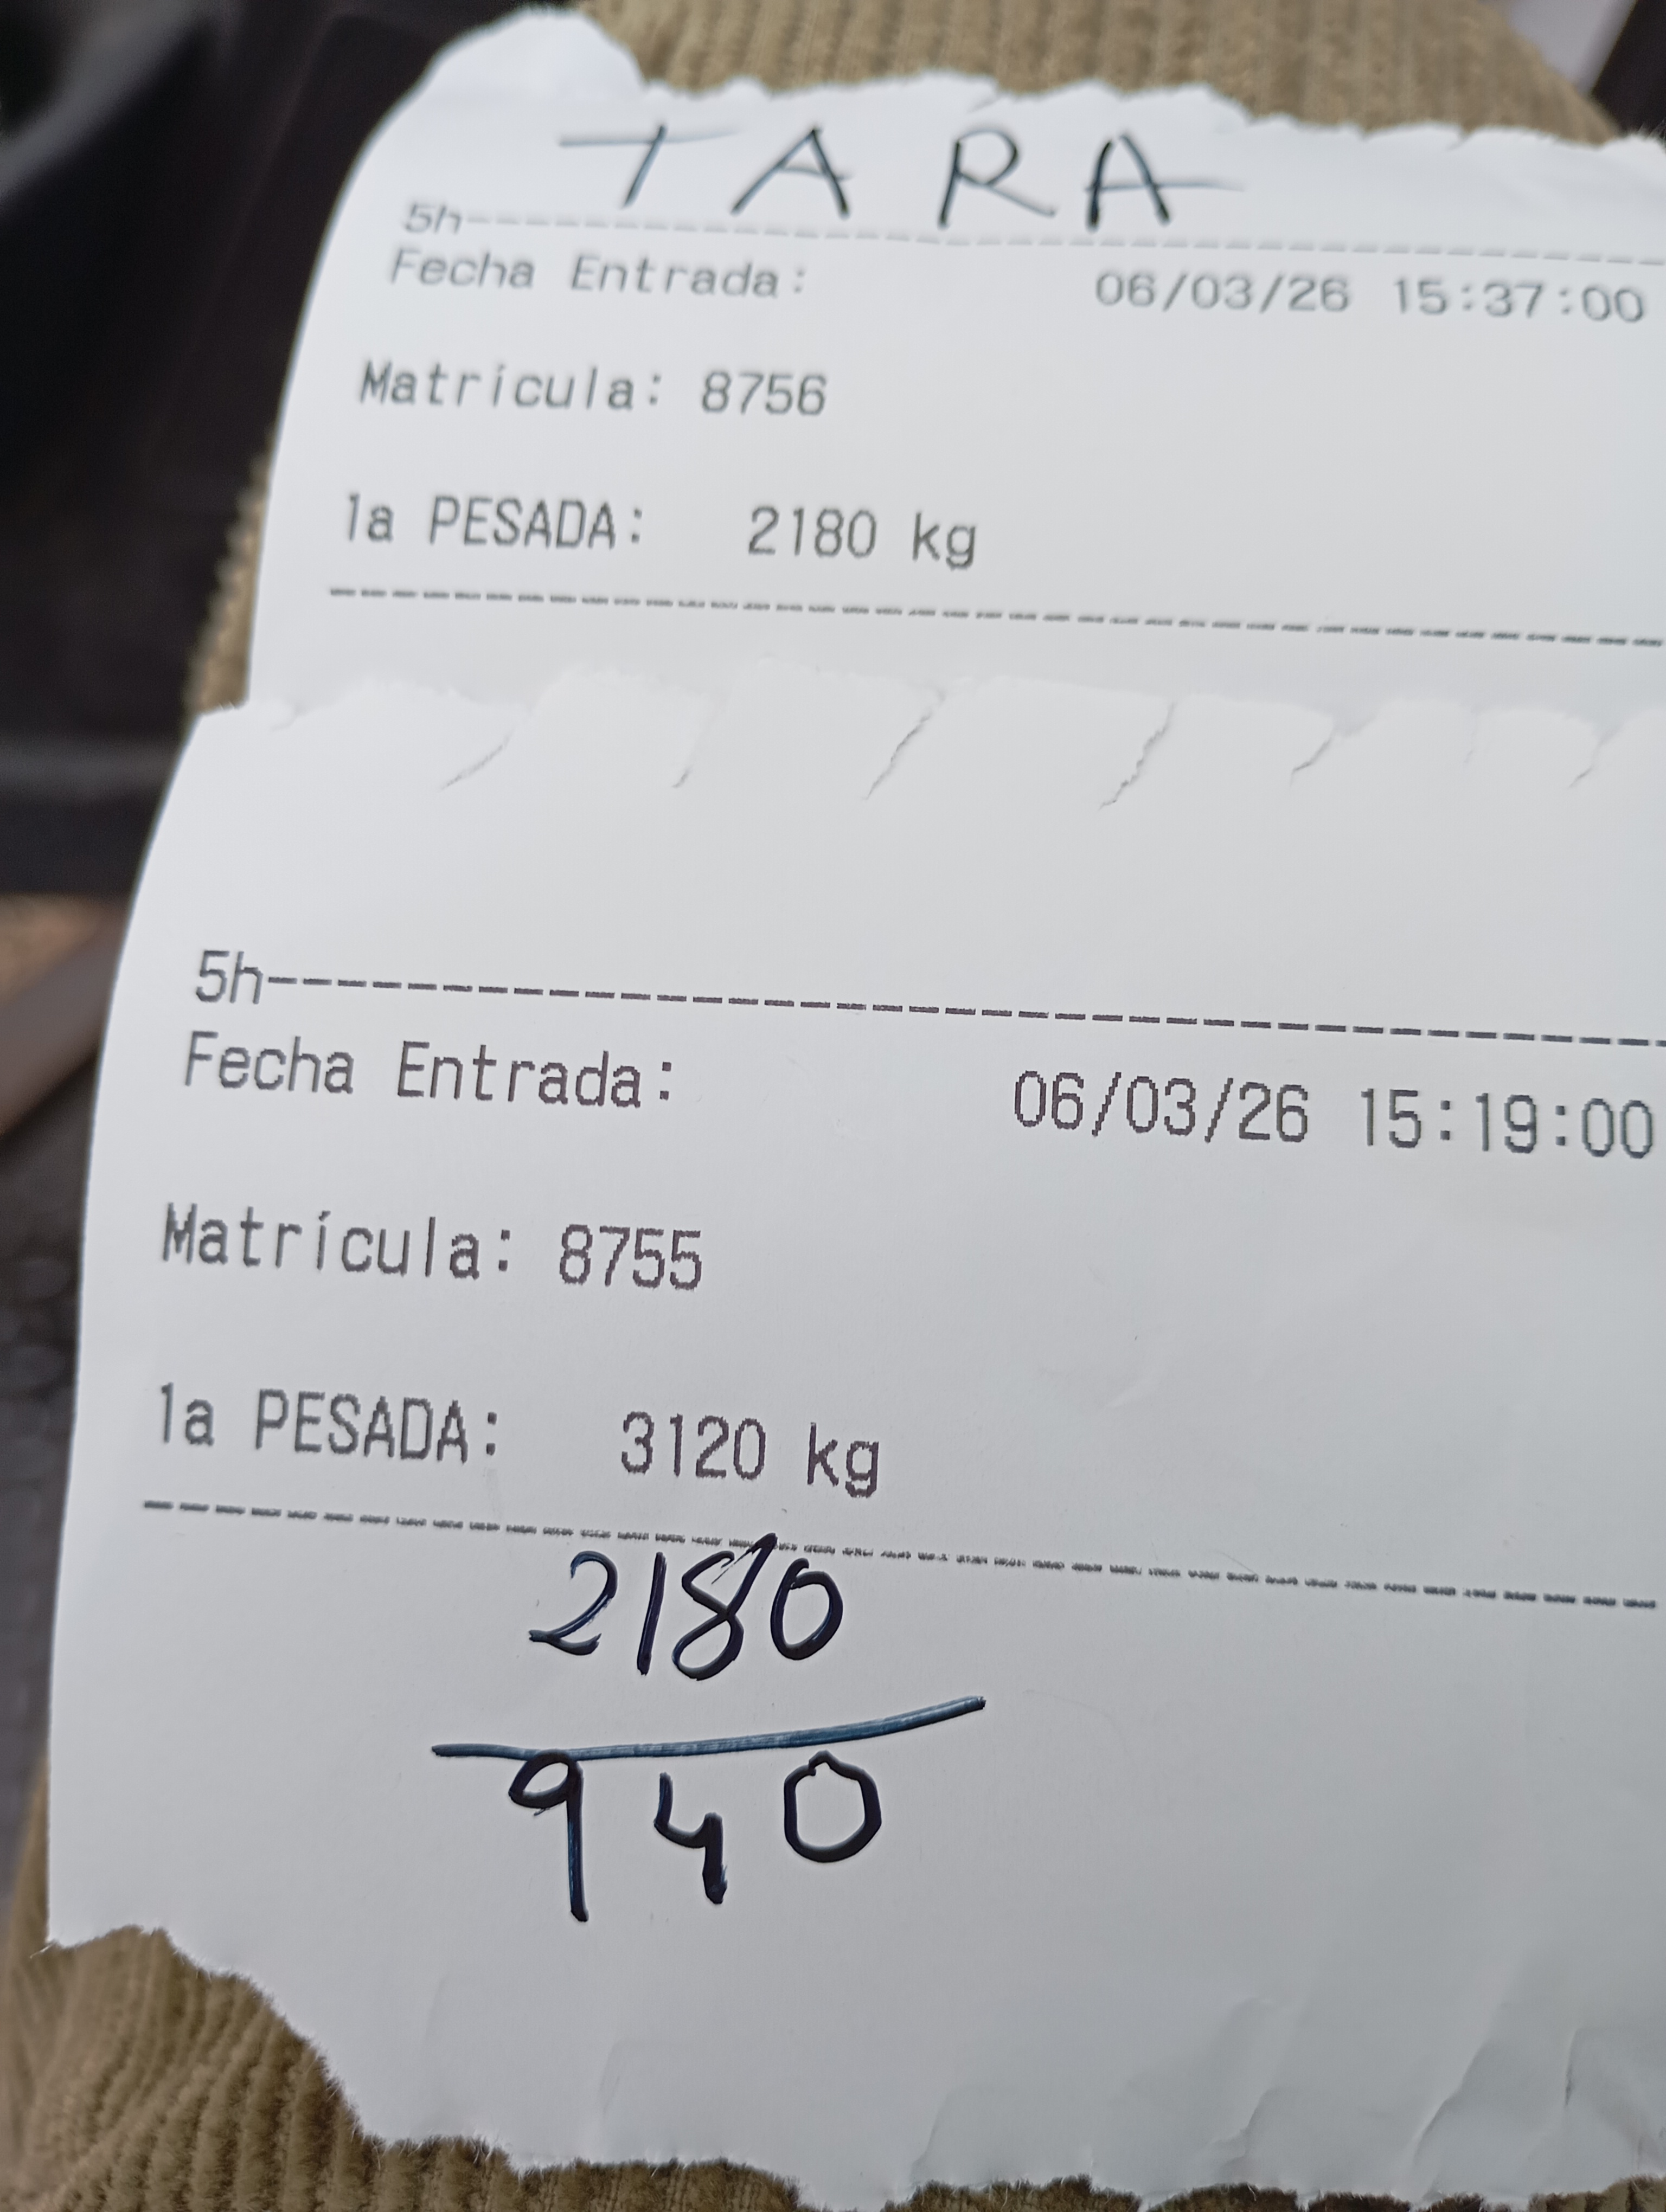 TARA
5h--------------------------------------
Fecha Entrada: 06/03/26 15:37:00
Matrícula: 8756
1a PESADA: 2180 kg
5h--------------------------------------
Fecha Entrada: 06/03/26 15:19:00
Matrícula: 8755
1a PESADA: 3120 kg
2180
940